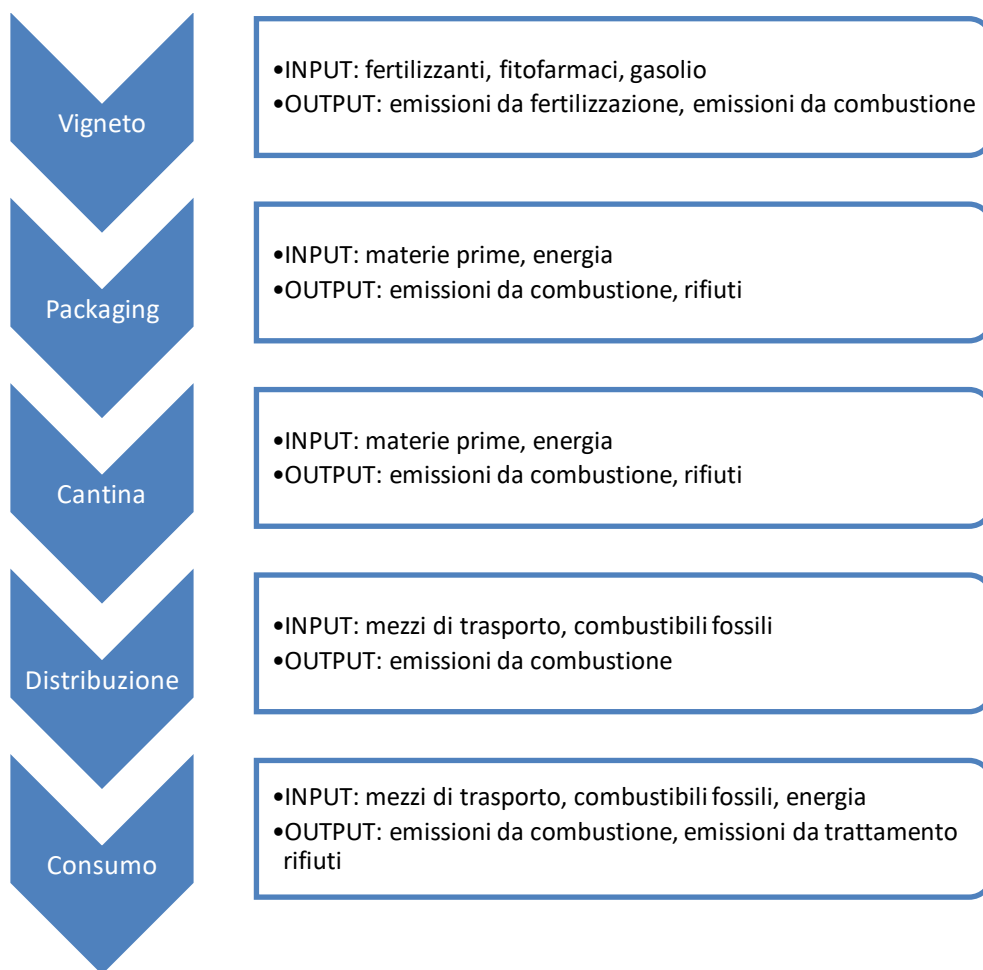 Vigneto
•INPUT: fertilizzanti, fitofarmaci, gasolio
•OUTPUT: emissioni da fertilizzazione, emissioni da combustione
Packaging
•INPUT: materie prime, energia
•OUTPUT: emissioni da combustione, rifiuti
Cantina
•INPUT: materie prime, energia
•OUTPUT: emissioni da combustione, rifiuti
Distribuzione
•INPUT: mezzi di trasporto, combustibili fossili
•OUTPUT: emissioni da combustione
Consumo
•INPUT: mezzi di trasporto, combustibili fossili, energia
•OUTPUT: emissioni da combustione, emissioni da trattamento
rifiuti